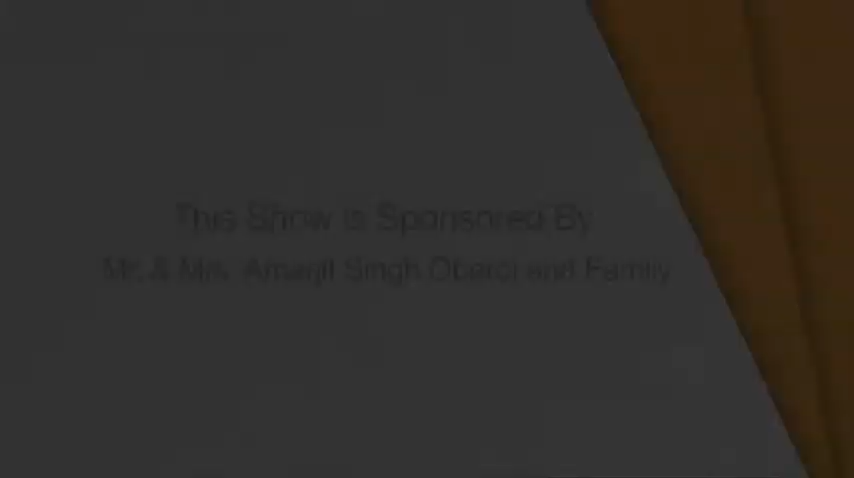 This Show is Sponsored By
Mr. & Mrs. Amarjit Singh Oberoi and Family